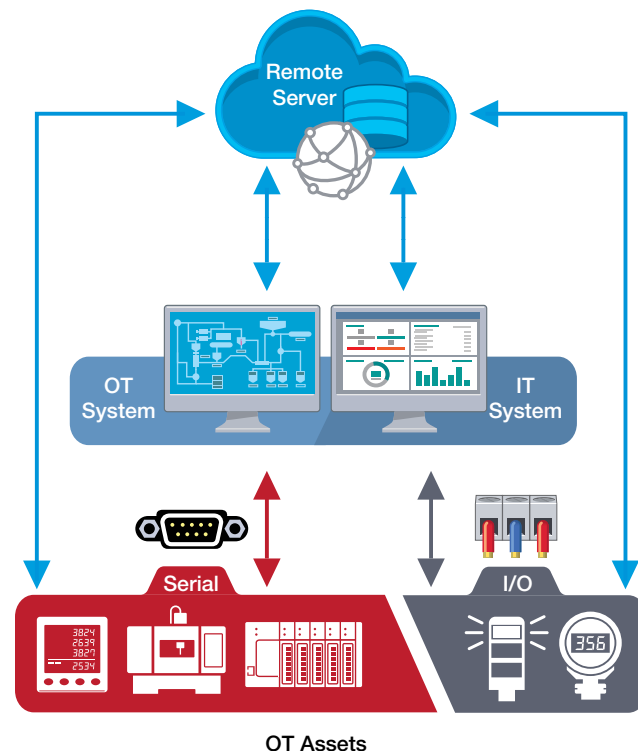 Remote
Server
OT
System
IT
System
Serial
I/O
3824
2639
3827
2534
356
OT Assets